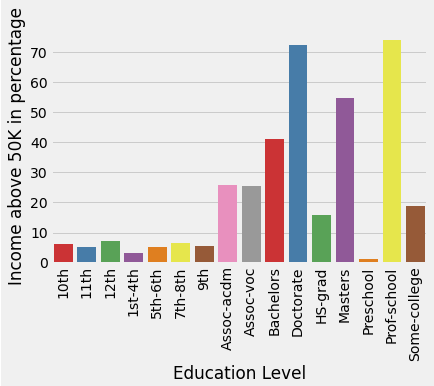 Income above 50K in percentage
70
60
50
40
30
20
10
0
10th
11th
12th
1st-4th
5th-6th
7th-8th
9th
Assoc-acdm
Assoc-voc
Bachelors
Doctorate
HS-grad
Masters
Preschool
Prof-school
Some-college
Education Level